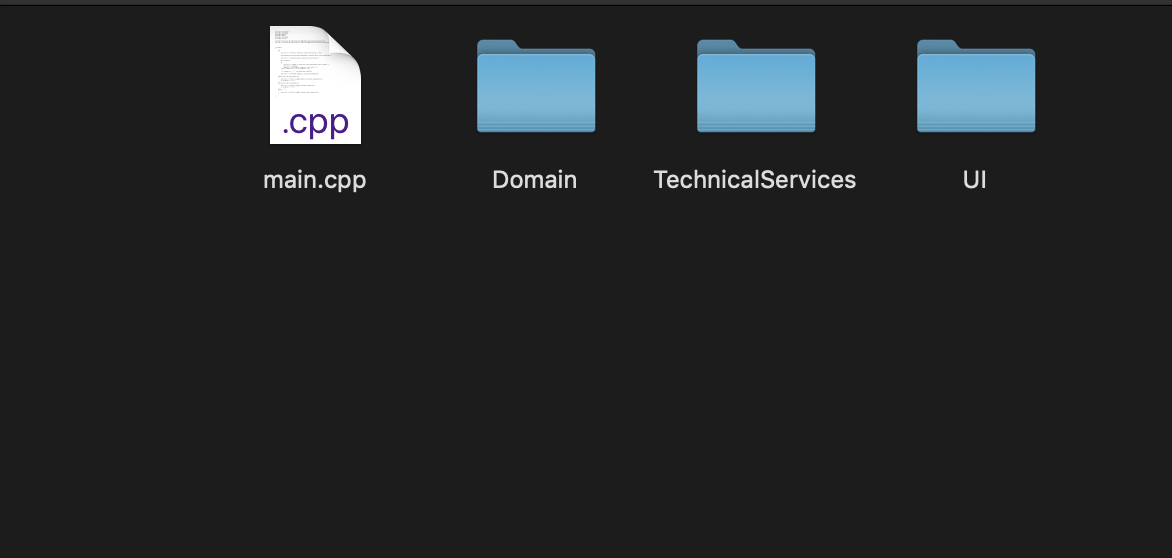 .cpp
main.cpp
Domain
TechnicalServices
UI